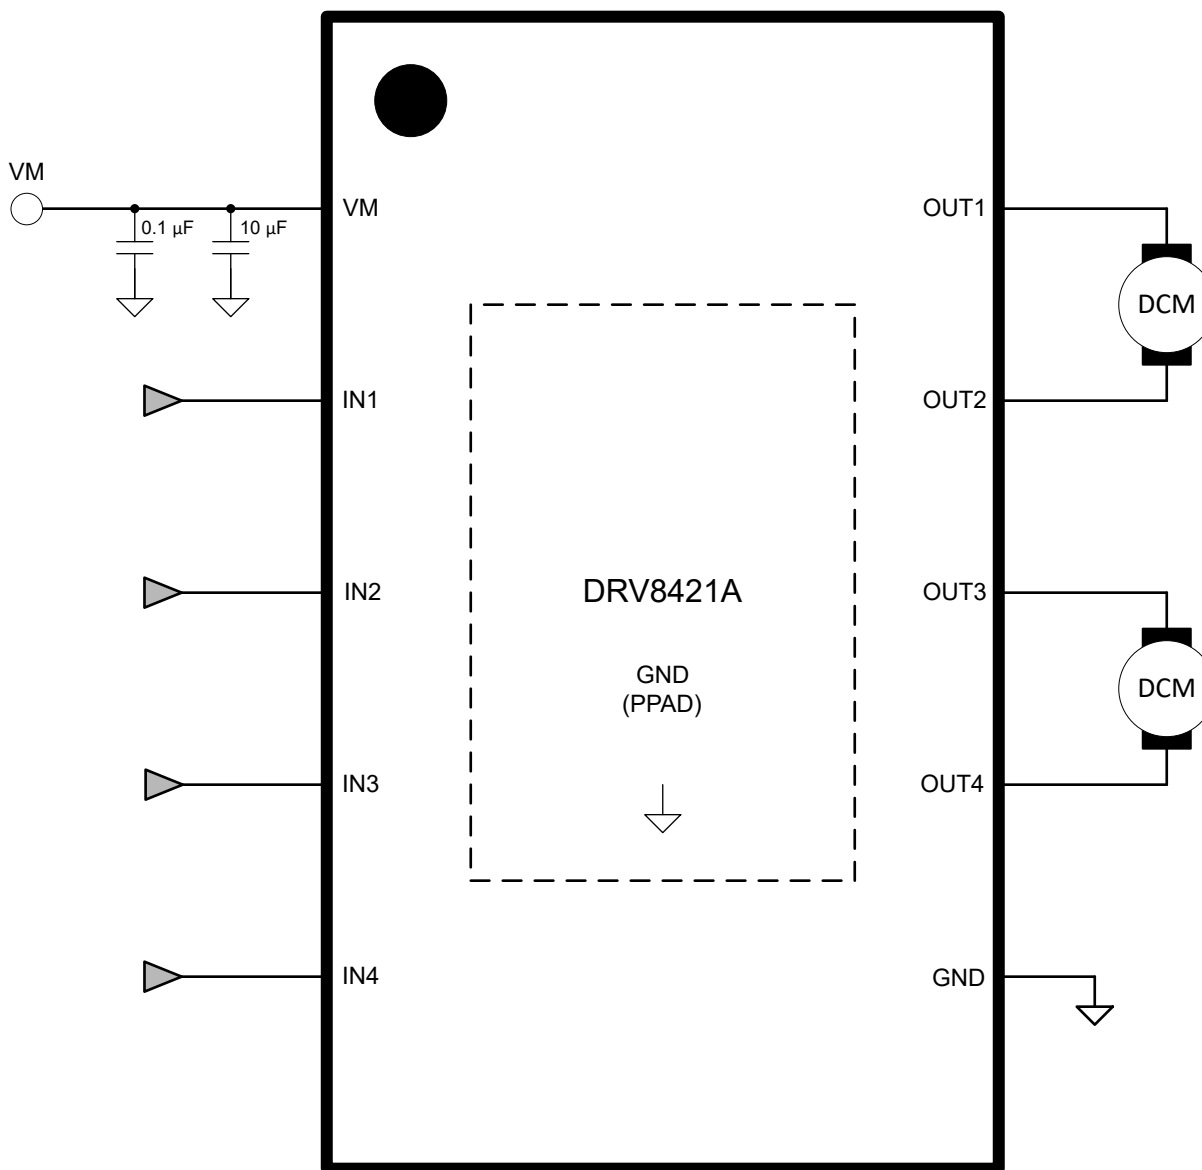 VM
0.1 µF
10 µF
VM
OUT1
DCM
IN1
OUT2
IN2
DRV8421A
OUT3
GND
(PPAD)
DCM
IN3
OUT4
IN4
GND